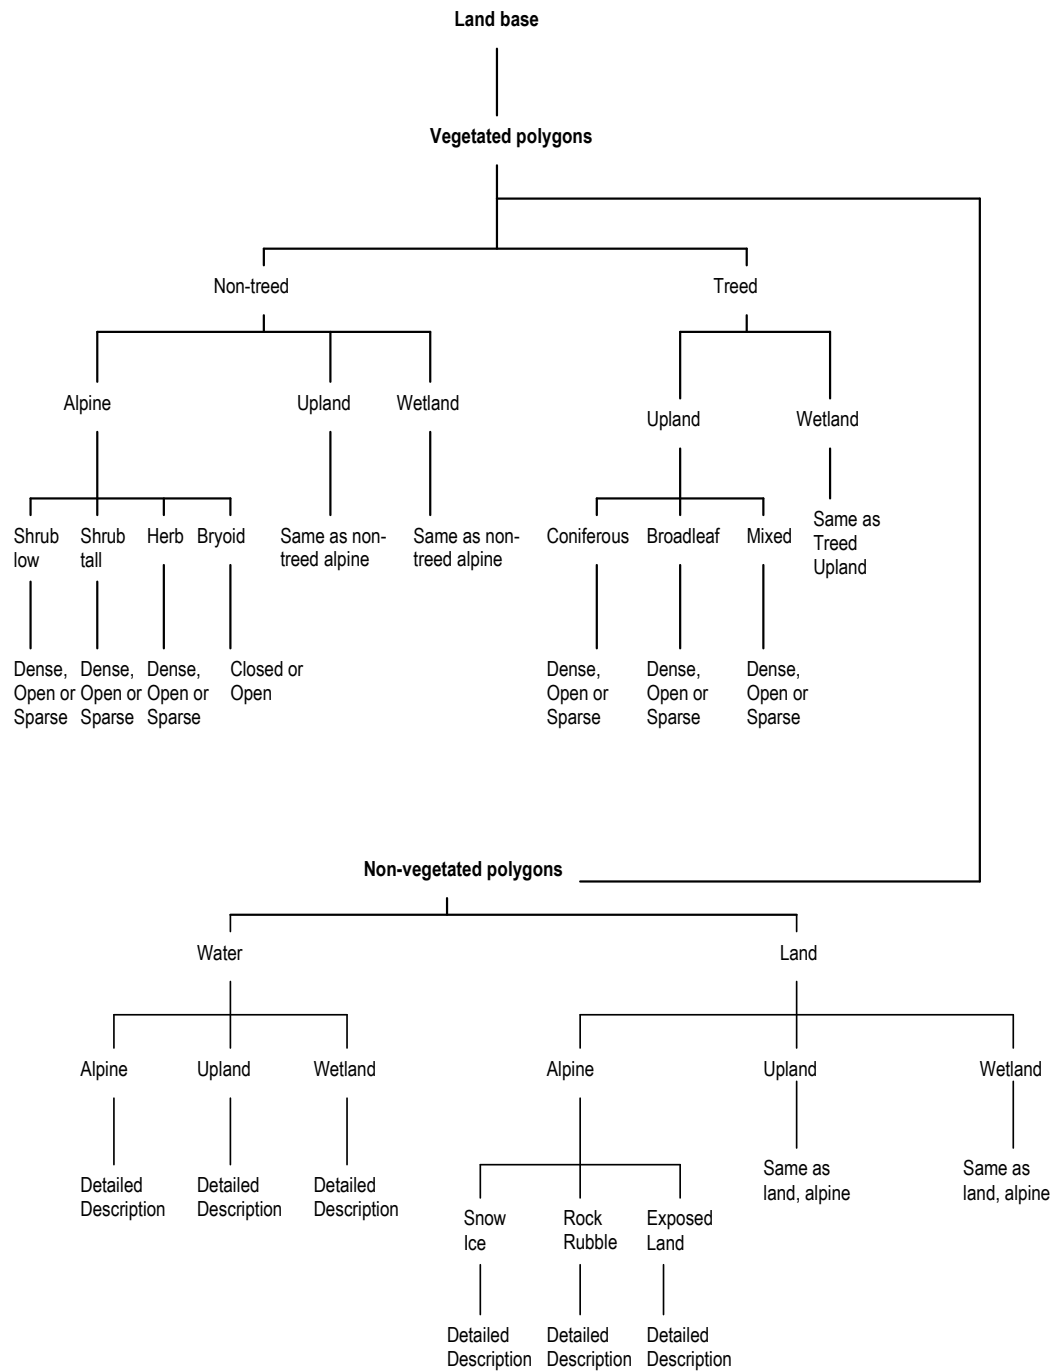 Land base
Vegetated polygons
Non-treed
Treed
Alpine
Upland
Wetland
Upland
Wetland
Shrub
low
Shrub
tall
Herb
Bryoid
Same as non-
treed alpine
Same as non-
treed alpine
Coniferous
Broadleaf
Mixed
Same as
Treed
Upland
Dense,
Open or
Sparse
Dense,
Open or
Sparse
Dense,
Open or
Sparse
Closed or
Open
Dense,
Open or
Sparse
Dense,
Open or
Sparse
Dense,
Open or
Sparse
Non-vegetated polygons
Water
Land
Alpine
Upland
Wetland
Alpine
Upland
Wetland
Detailed
Description
Detailed
Description
Detailed
Description
Same as
land, alpine
Same as
land, alpine
Snow
Ice
Rock
Rubble
Exposed
Land
Detailed
Description
Detailed
Description
Detailed
Description